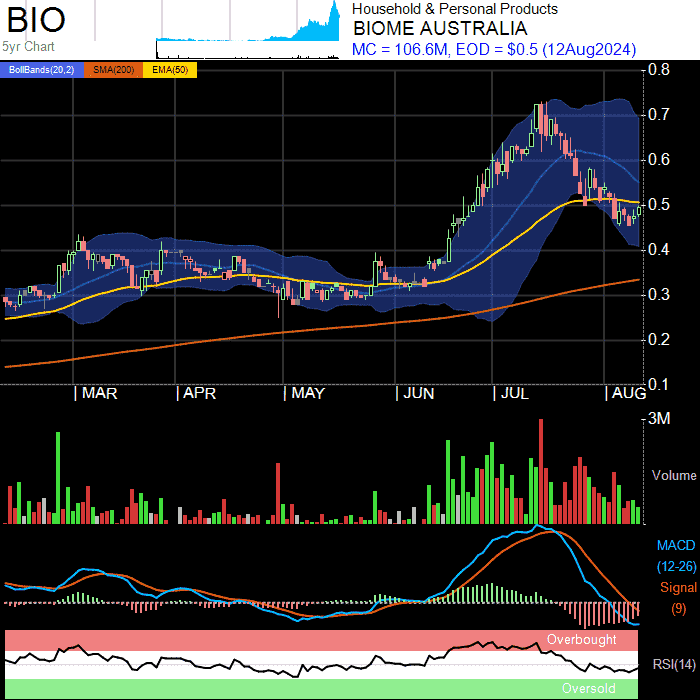 BIO
5yr Chart
Household & Personal Products
BIOME AUSTRALIA
MC = 106.6M, EOD = $0.5 (12Aug2024)
BollBands(20,2) SMA(200) EMA(50)
0.8
0.7
0.6
0.5
0.4
0.3
0.2
0.1
MAR APR MAY JUN JUL AUG
3M
Volume
MACD
(12-26)
Signal
(9)
Overbought
RSI(14)
Oversold